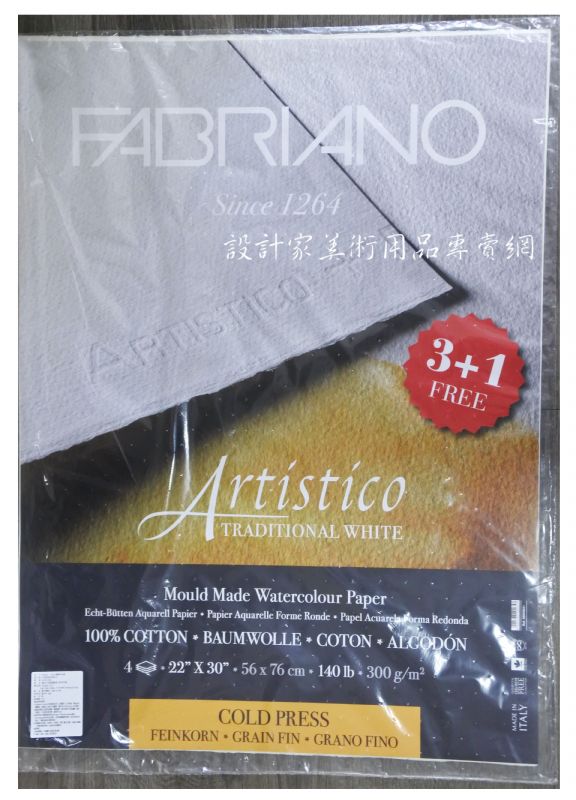 FABRIANO
Since 1264
設計家美術用品專賣網
ARTISTICO
3+1
FREE
Artistico
TRADITIONAL WHITE
Mould Made Watercolour Paper
Echt-Bütten Aquarell Papier • Papier Aquarelle Forme Ronde • Papel Acuarela Forma Redonda
100% COTTON * BAUMWOLLE * COTON * ALGODÓN
4 • 22” X 30” • 56 x 76 cm • 140 lb • 300 g/m²
MADE IN
ITALY
COLD PRESS
FEINKORN • GRAIN FIN • GRANO FINO